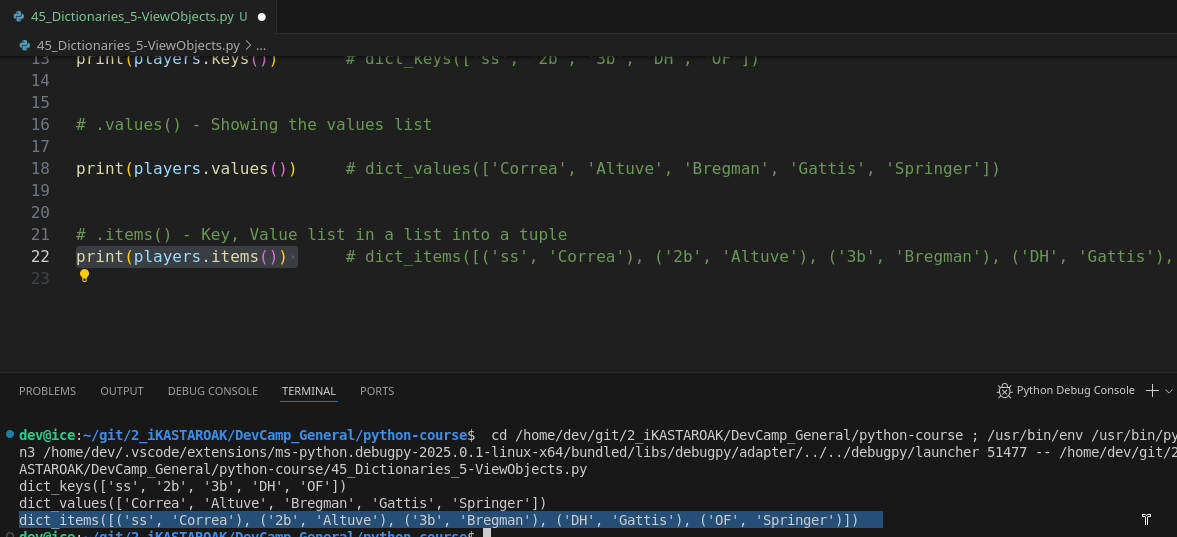 45_Dictionaries_5-ViewObjects.py U ●
45_Dictionaries_5-ViewObjects.py > ...
13 print(players.keys()) # dict_keys(['ss', '2b', '3b', 'DH', 'OF'])
14
15
16 # .values() - Showing the values list
17
18 print(players.values()) # dict_values(['Correa', 'Altuve', 'Bregman', 'Gattis', 'Springer'])
19
20
21 # .items() - Key, Value list in a list into a tuple
22 print(players.items()) # dict_items([('ss', 'Correa'), ('2b', 'Altuve'), ('3b', 'Bregman'), ('DH', 'Gattis'),
23
PROBLEMS OUTPUT DEBUG CONSOLE TERMINAL PORTS Python Debug Console
dev@ice:~/git/2_iKASTAROAK/DevCamp_General/python-course$ cd /home/dev/git/2_iKASTAROAK/DevCamp_General/python-course ; /usr/bin/env /usr/bin/py
n3 /home/dev/.vscode/extensions/ms-python.debugpy-2025.0.1-linux-x64/bundled/libs/debugpy/adapter/../../debugpy/launcher 51477 -- /home/dev/git/2
ASTAROAK/DevCamp_General/python-course/45_Dictionaries_5-ViewObjects.py
dict_keys(['ss', '2b', '3b', 'DH', 'OF'])
dict_values(['Correa', 'Altuve', 'Bregman', 'Gattis', 'Springer'])
dict_items([('ss', 'Correa'), ('2b', 'Altuve'), ('3b', 'Bregman'), ('DH', 'Gattis'), ('OF', 'Springer')])
dev@ice:~/git/2_iKASTAROAK/DevCamp_General/python-course$